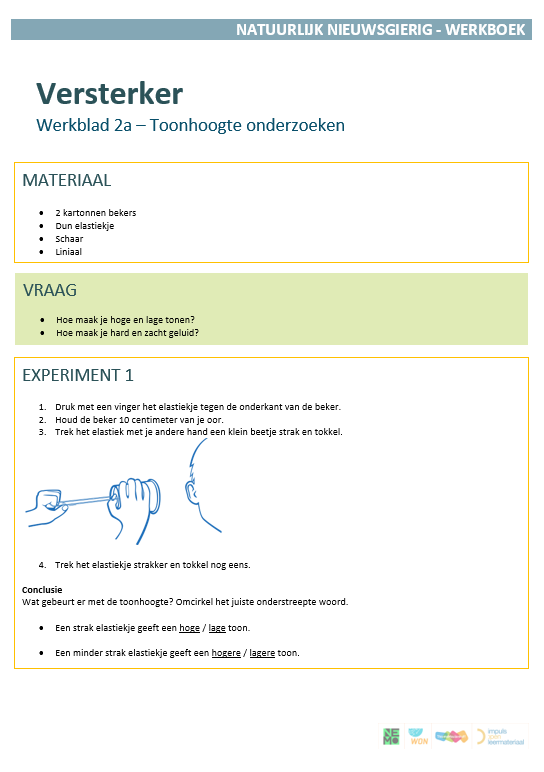 NATUURLIJK NIEUWSGIERIG - WERKBOEK
Versterker
Werkblad 2a – Toonhoogte onderzoeken
MATERIAAL
• 2 kartonnen bekers
• Dun elastiekje
• Schaar
• Liniaal
VRAAG
• Hoe maak je hoge en lage tonen?
• Hoe maak je hard en zacht geluid?
EXPERIMENT 1
1. Druk met een vinger het elastiekje tegen de onderkant van de beker.
2. Houd de beker 10 centimeter van je oor.
3. Trek het elastiek met je andere hand een klein beetje strak en tokkel.
4. Trek het elastiekje strakker en tokkel nog eens.
Conclusie
Wat gebeurt er met de toonhoogte? Omcirkel het juiste onderstreepte woord.
• Een strak elastiekje geeft een hoge / lage toon.
• Een minder strak elastiekje geeft een hogere / lagere toon.
NEMO
WON
impuls
open
leermateriaal